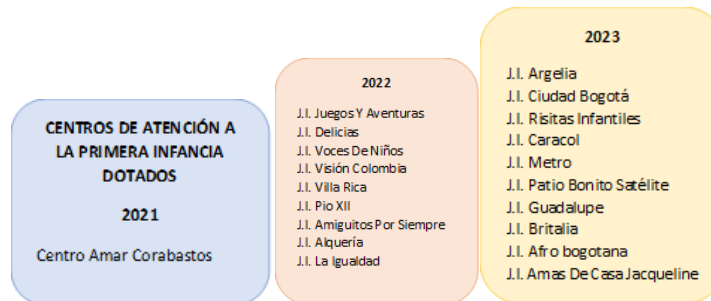 CENTROS DE ATENCIÓN A
LA PRIMERA INFANCIA
DOTADOS
2021
Centro Amar Corabastos
2022
J.I. Juegos Y Aventuras
J.I. Delicias
J.I. Voces De Niños
J.I. Visión Colombia
J.I. Villa Rica
J.I. Pio XII
J.I. Amiguitos Por Siempre
J.I. Alquería
J.I. La Igualdad
2023
J.I. Argelia
J.I. Ciudad Bogotá
J.I. Risitas Infantiles
J.I. Caracol
J.I. Metro
J.I. Patio Bonito Satélite
J.I. Guadalupe
J.I. Britalia
J.I. Afro bogotana
J.I. Amas De Casa Jacqueline